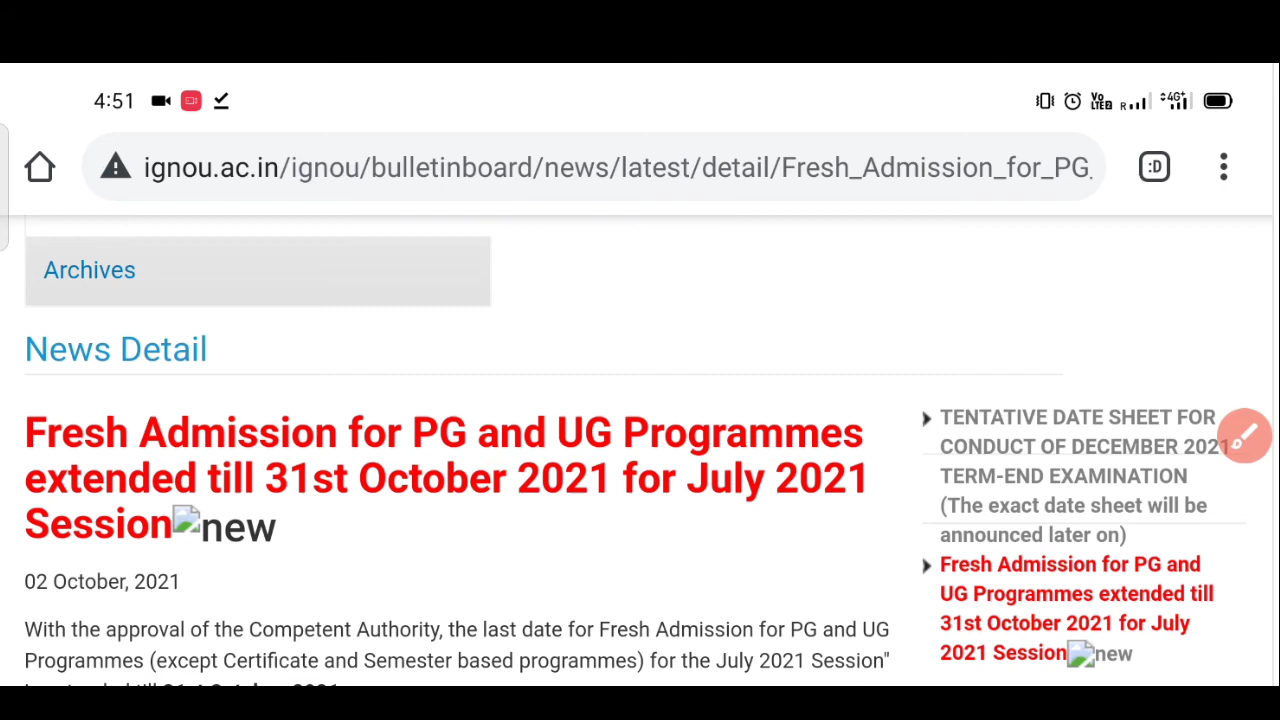 4:51
Vo
LTE2
R
4G+
ignou.ac.in/ignou/bulletinboard/news/latest/detail/Fresh_Admission_for_PG_
:D
Archives
News Detail
Fresh Admission for PG and UG Programmes
extended till 31st October 2021 for July 2021
Session new
02 October, 2021
With the approval of the Competent Authority, the last date for Fresh Admission for PG and UG
Programmes (except Certificate and Semester based programmes) for the July 2021 Session"
TENTATIVE DATE SHEET FOR
CONDUCT OF DECEMBER 2021
TERM-END EXAMINATION
(The exact date sheet will be
announced later on)
Fresh Admission for PG and
UG Programmes extended till
31st October 2021 for July
2021 Session new